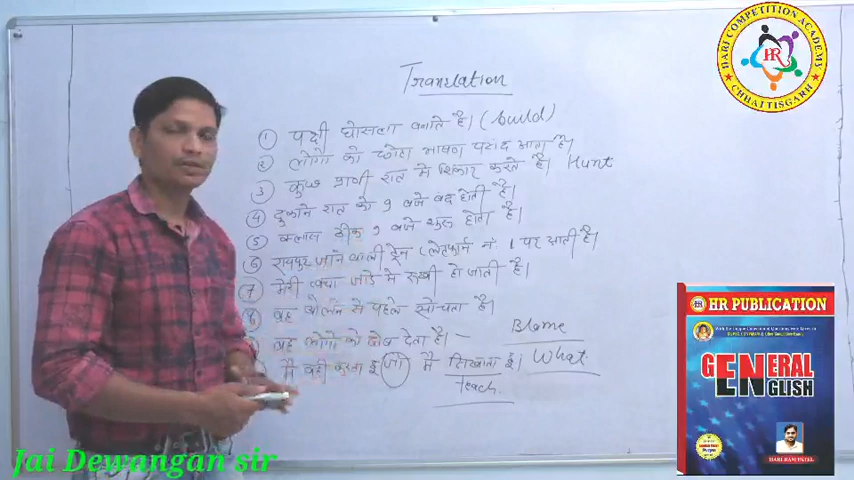 Translation
① पक्षी घोंसला बनाते है। (build)
② लोगो को छोटा भाषण पसंद आता है।
③ कुछ प्राणी रात मे शिकार करते है। Hunt
④ दुकाने रात को 9 बजे बंद होती है।
⑤ क्लास ठीक 9 बजे शुरू होता है।
⑥ रायपुर जाने वाली ट्रेन प्लेटफार्म नं. 1 पर आती है।
⑦ मेरी त्वचा जाड़े मे रूखी हो जाती है।
⑧ वह बोलने से पहले सोचता है।
वह लोगो को दोष देता है। - Blame
मै वही करता हूं जो मै सिखाता हूं। What
Teach
HARI COMPETITION ACADEMY
HR
CHHATTISGARH
HR PUBLICATION
GENERAL
ENGLISH
HARI RAM PATEL
Jai Dewangan sir